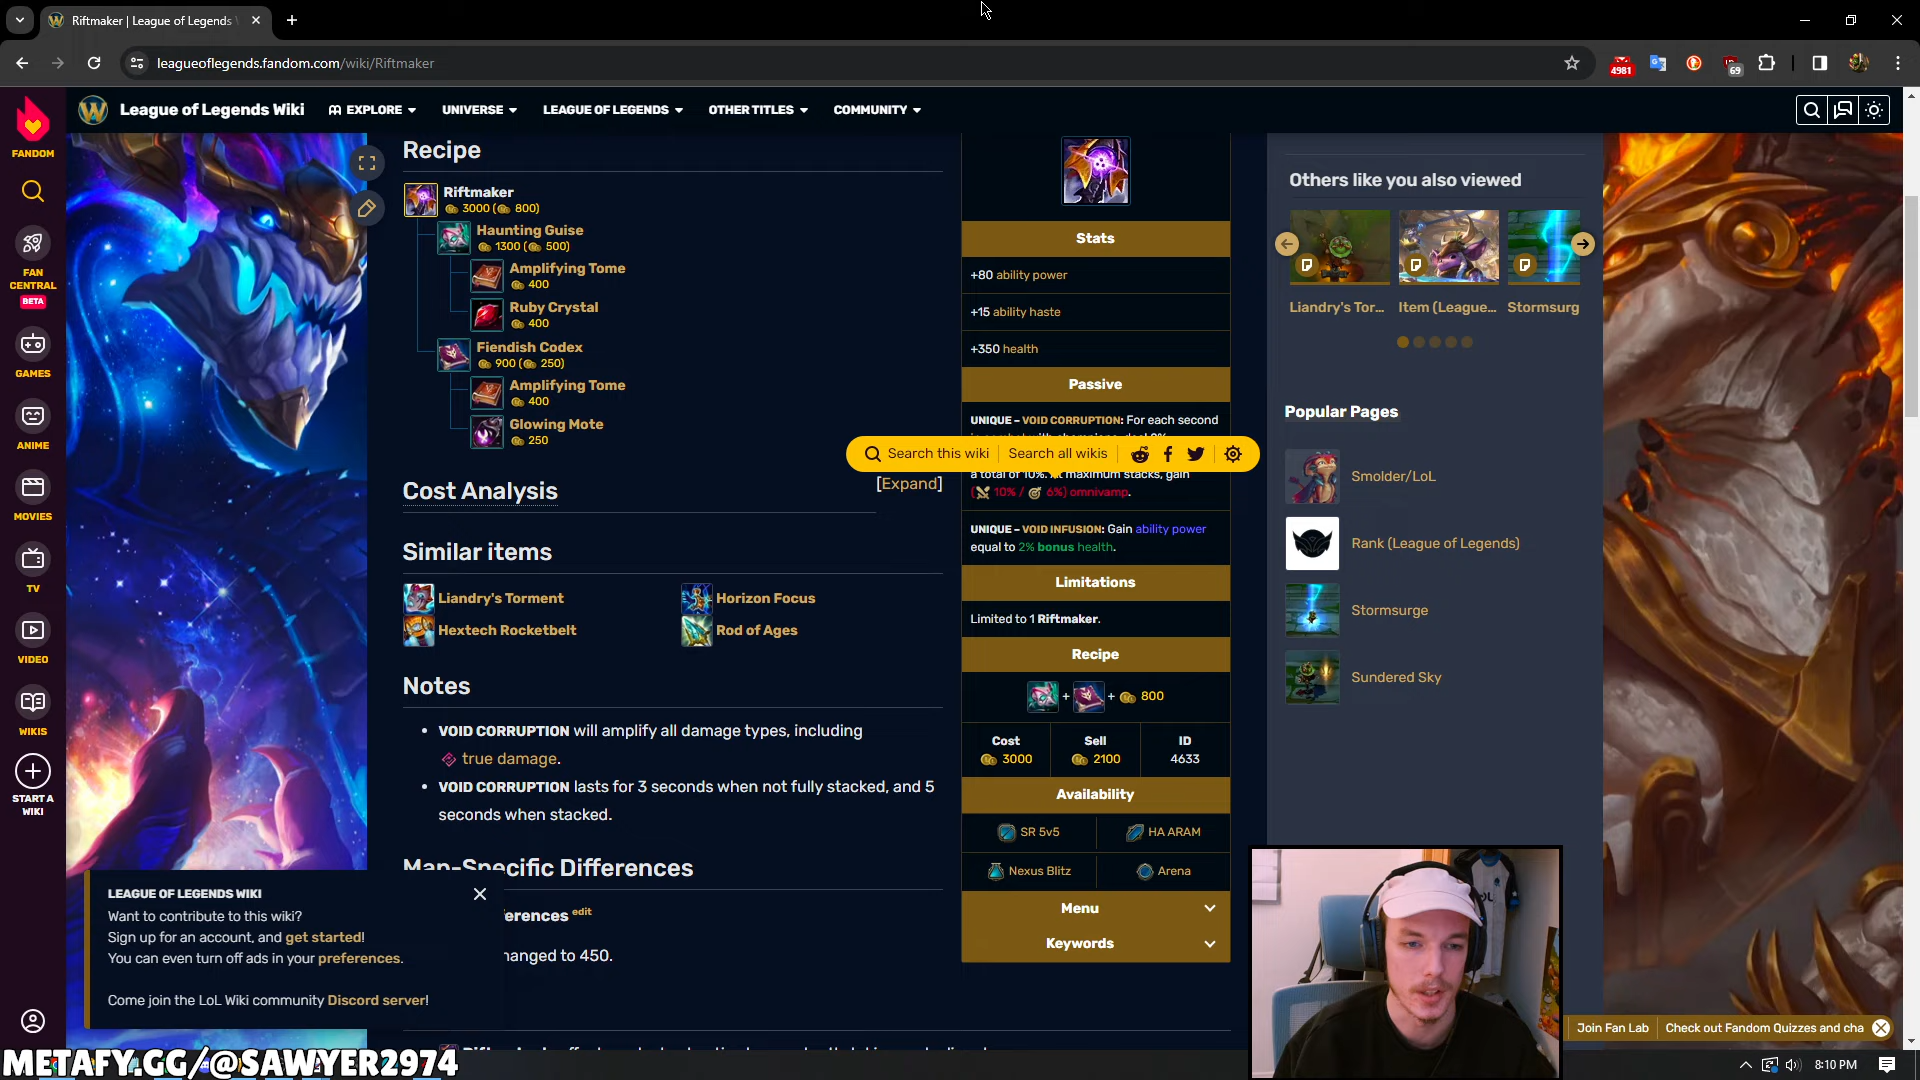 Riftmaker | League of Legends
leagueoflegends.fandom.com/wiki/Riftmaker
4981
69
FANDOM
League of Legends Wiki
EXPLORE
UNIVERSE
LEAGUE OF LEGENDS
OTHER TITLES
COMMUNITY
FAN CENTRAL
BETA
GAMES
ANIME
MOVIES
TV
VIDEO
WIKIS
START A WIKI
Recipe
Riftmaker
3000 ( 800)
Haunting Guise
1300 ( 500)
Amplifying Tome
400
Ruby Crystal
400
Fiendish Codex
900 ( 250)
Amplifying Tome
400
Glowing Mote
250
Cost Analysis
[Expand]
Similar items
Liandry's Torment
Horizon Focus
Hextech Rocketbelt
Rod of Ages
Notes
• VOID CORRUPTION will amplify all damage types, including
true damage.
• VOID CORRUPTION lasts for 3 seconds when not fully stacked, and 5
seconds when stacked.
Map-Specific Differences
erences edit
hanged to 450.
LEAGUE OF LEGENDS WIKI
Want to contribute to this wiki?
Sign up for an account, and get started!
You can even turn off ads in your preferences.
Come join the LoL Wiki community Discord server!
Stats
+80 ability power
+15 ability haste
+350 health
Passive
UNIQUE – VOID CORRUPTION: For each second
Search this wiki
Search all wikis
a total of 10%. At maximum stacks, gain
( 10% / 6%) omnivamp.
UNIQUE – VOID INFUSION: Gain ability power
equal to 2% bonus health.
Limitations
Limited to 1 Riftmaker.
Recipe
+ + 800
Cost
3000
Sell
2100
ID
4633
Availability
SR 5v5
HA ARAM
Nexus Blitz
Arena
Menu
Keywords
Others like you also viewed
Liandry's Tor...
Item (League...
Stormsurg
Popular Pages
Smolder/LoL
Rank (League of Legends)
Stormsurge
Sundered Sky
Join Fan Lab
Check out Fandom Quizzes and cha
METAFY.GG/@SAWYER2974
8:10 PM